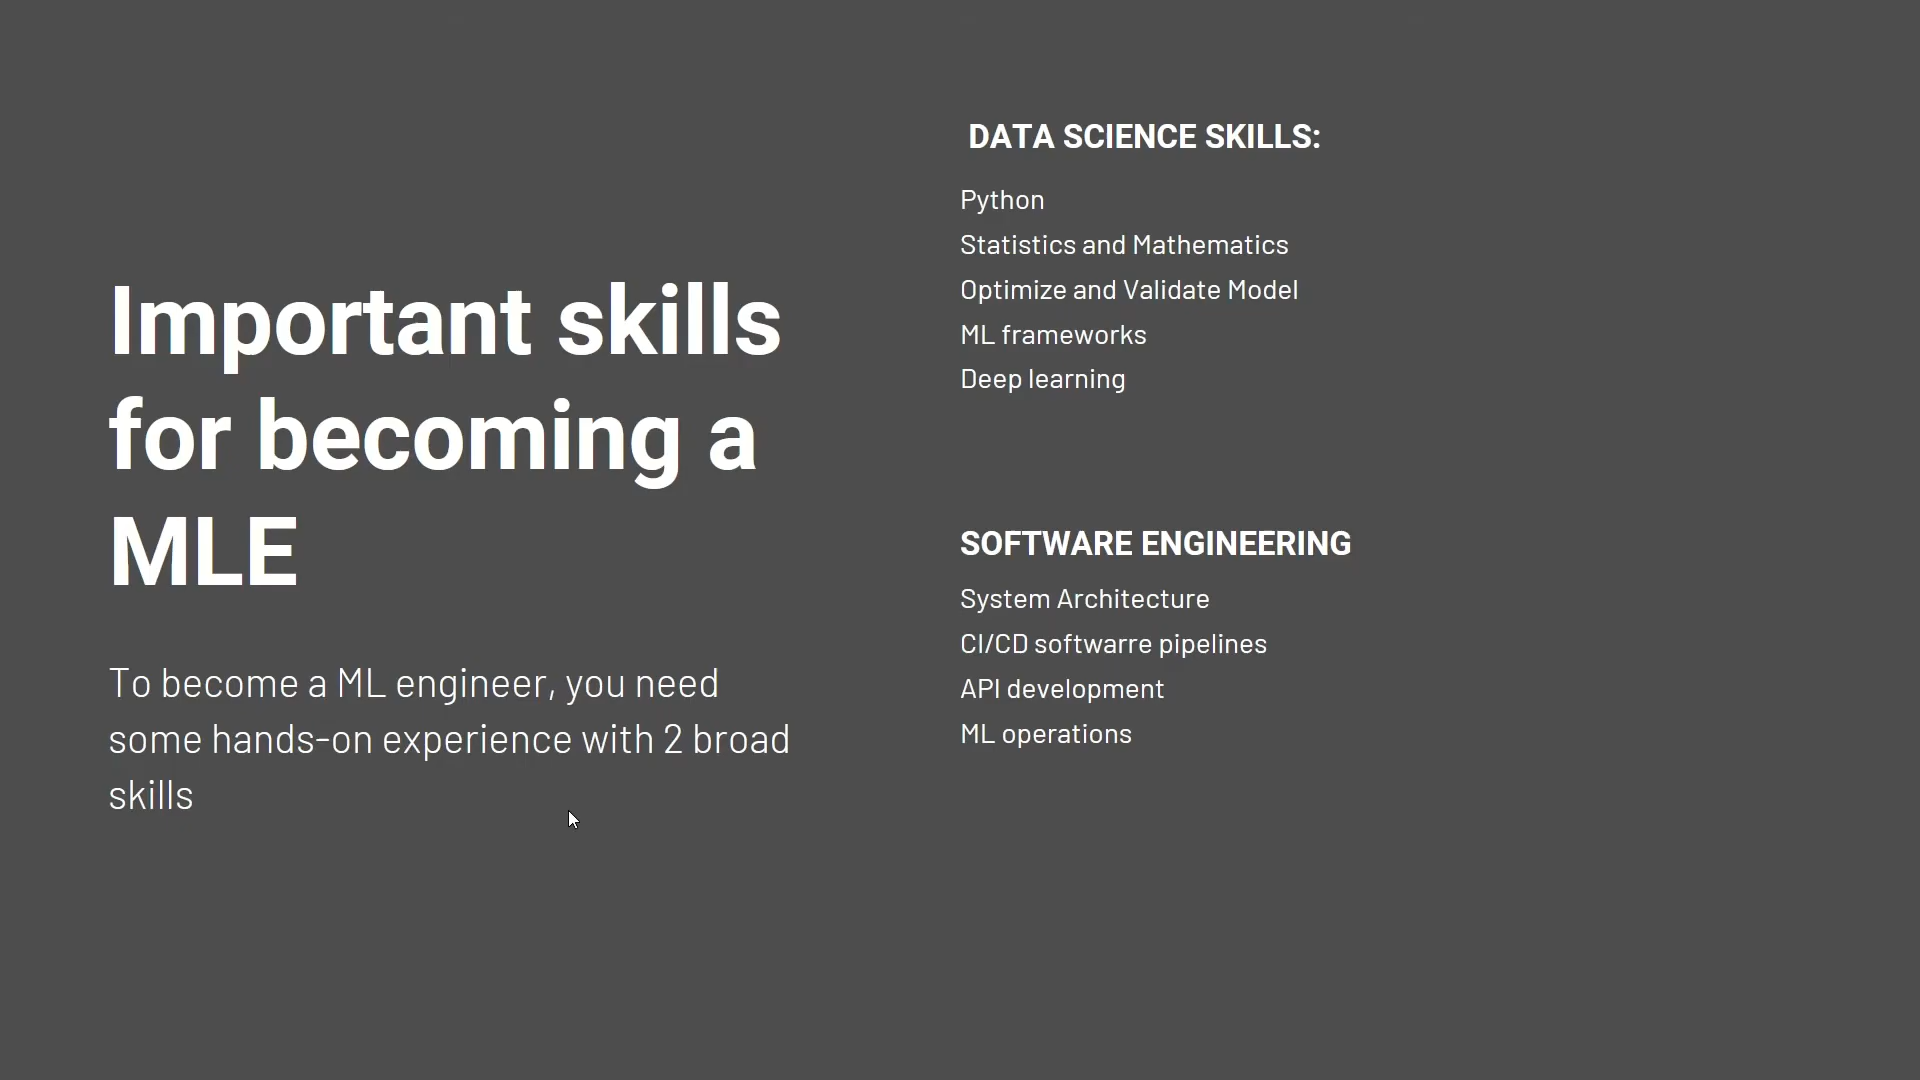 Important skills
for becoming a
MLE
To become a ML engineer, you need
some hands-on experience with 2 broad
skills
DATA SCIENCE SKILLS:
Python
Statistics and Mathematics
Optimize and Validate Model
ML frameworks
Deep learning
SOFTWARE ENGINEERING
System Architecture
CI/CD softwarre pipelines
API development
ML operations